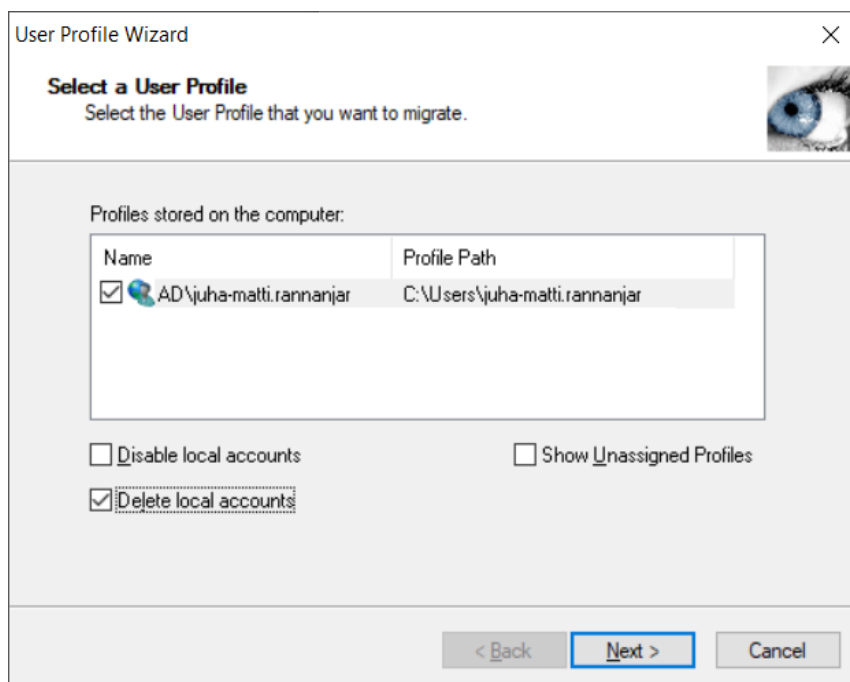 User Profile Wizard
Select a User Profile
Select the User Profile that you want to migrate.
Profiles stored on the computer:
Name Profile Path
AD\juha-matti.rannanjar C:\Users\juha-matti.rannanjar
Disable local accounts Show Unassigned Profiles
Delete local accounts
< Back Next > Cancel